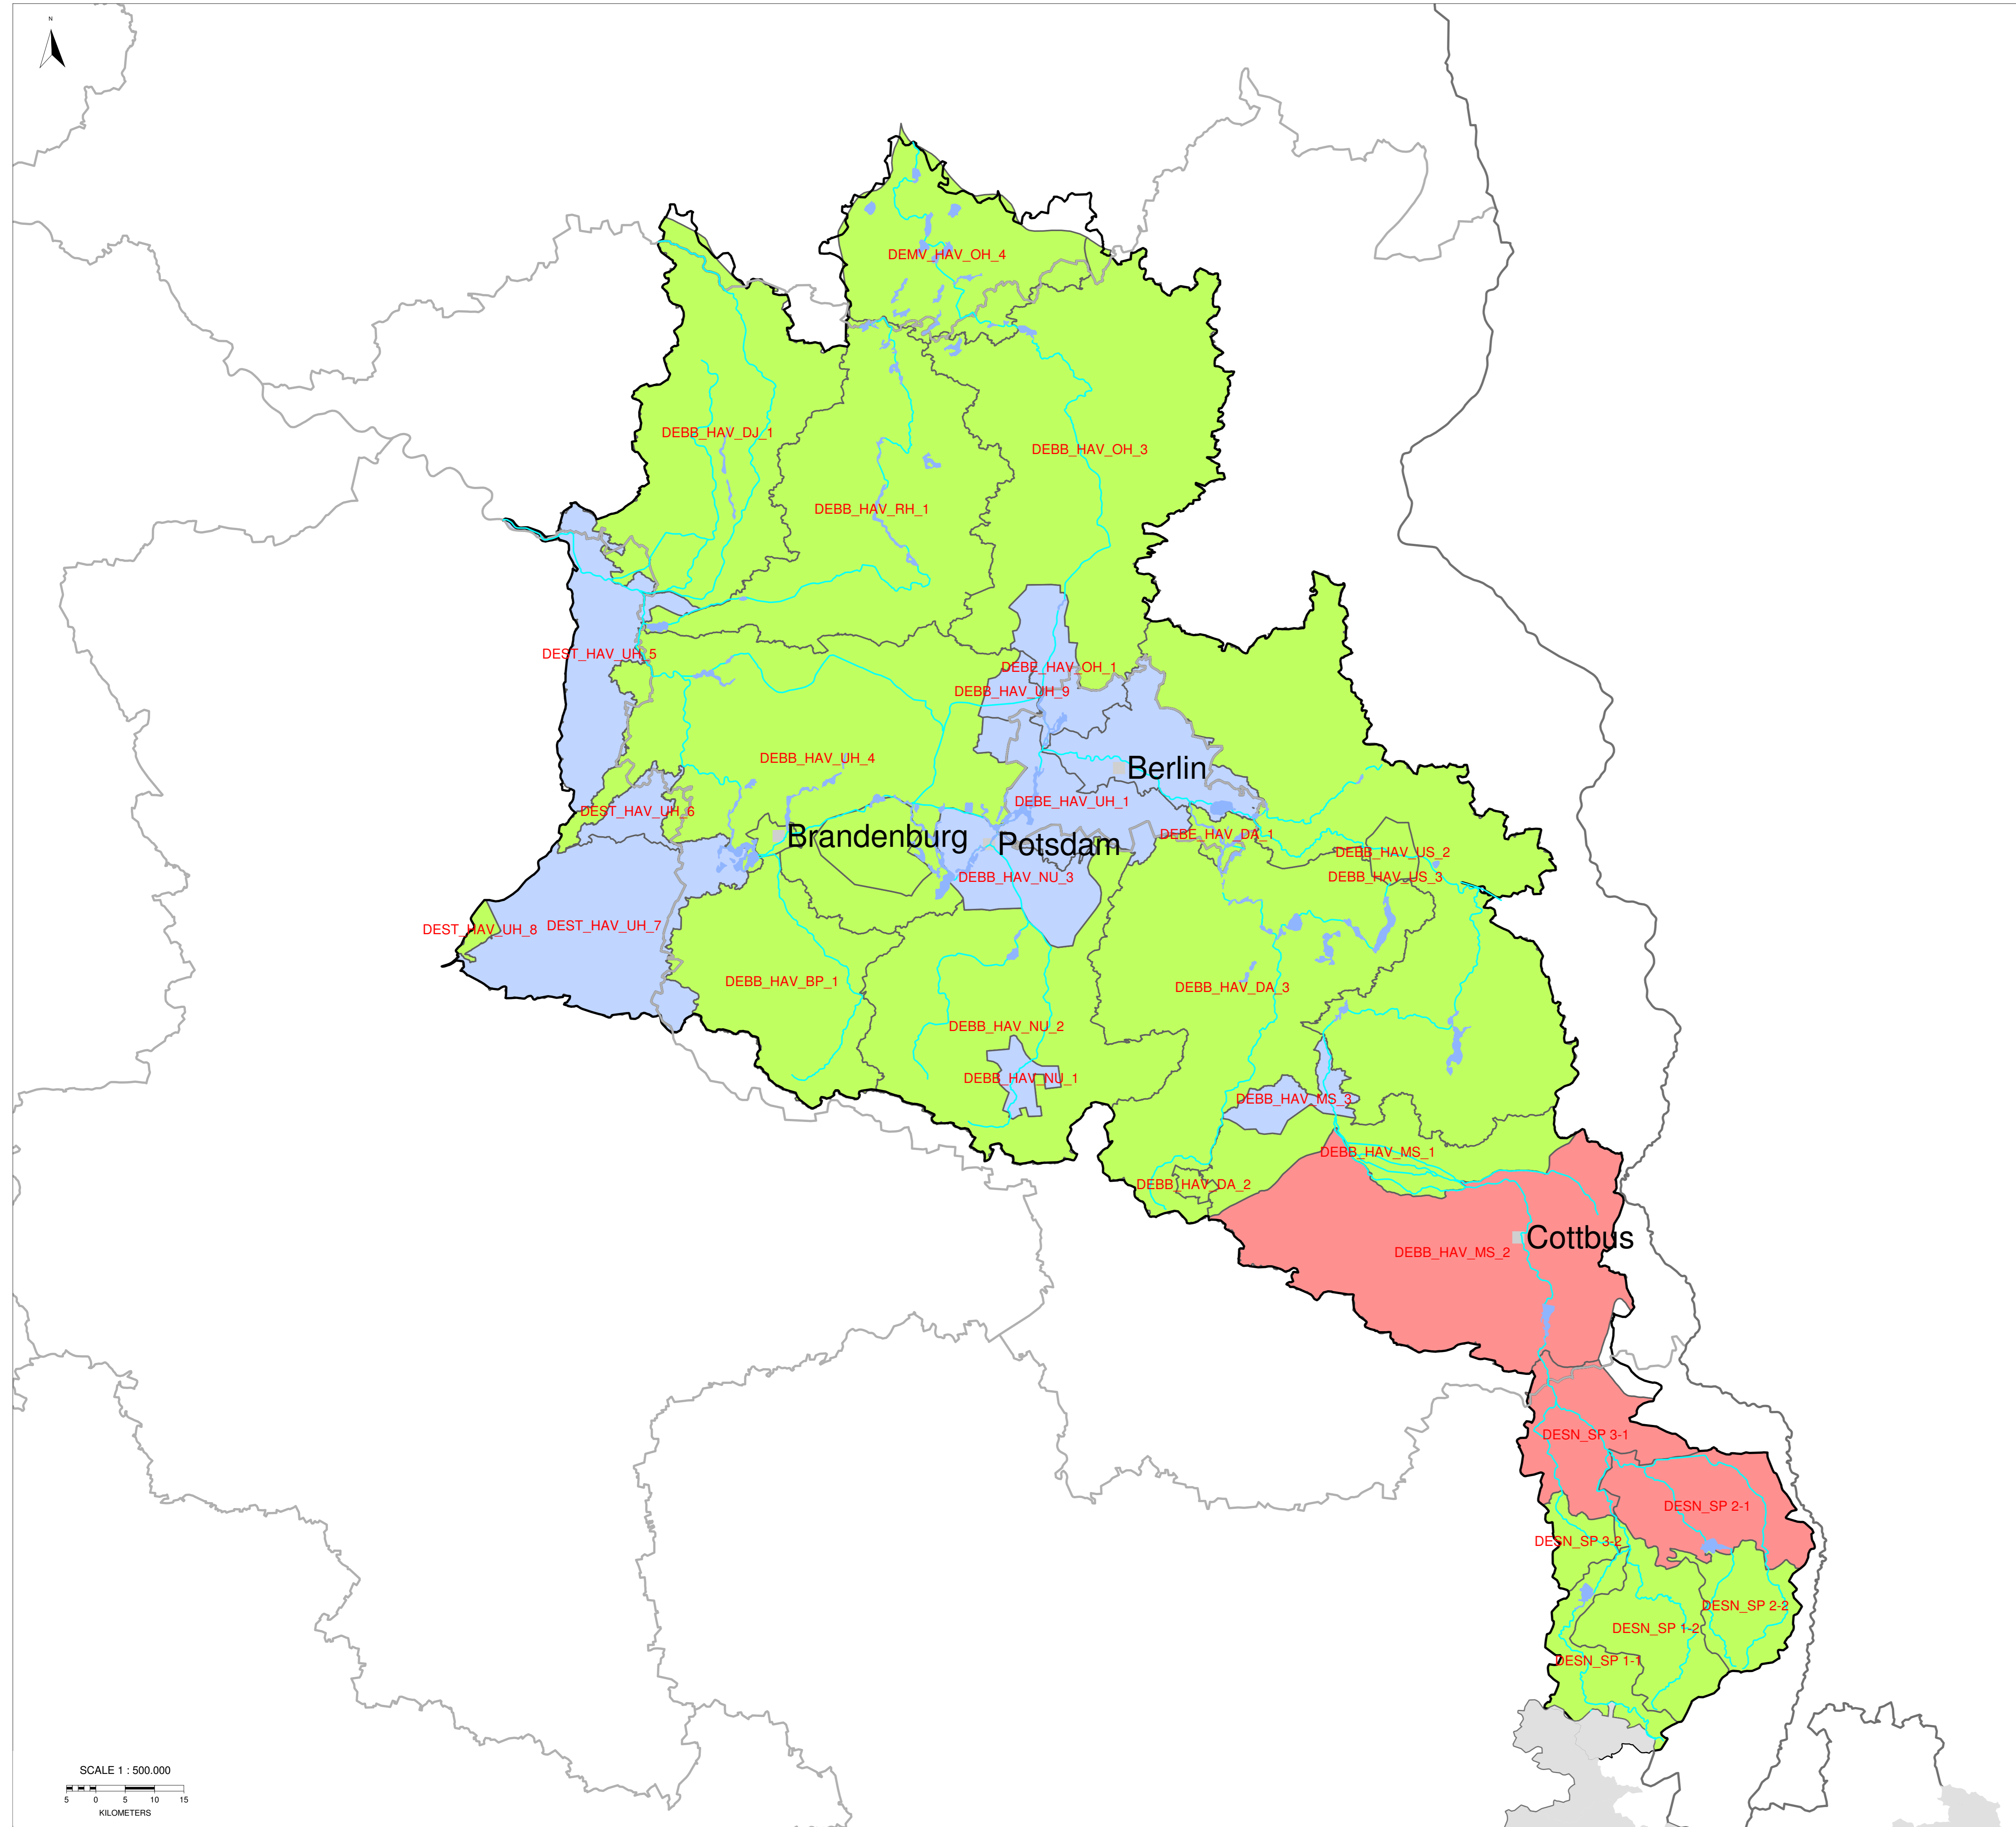 N
DEMV_HAV_OH_4
DEBB_HAV_DJ_1
DEBB_HAV_OH_3
DEBB_HAV_RH_1
DEST_HAV_UH_5
DEBE_HAV_OH_1
DEBB_HAV_UH_9
DEBB_HAV_UH_4
Berlin
DEBE_HAV_UH_1
DEST_HAV_UH_6
Brandenburg
Potsdam
DEBE_HAV_DA_1
DEBB_HAV_US_2
DEBB_HAV_US_3
DEBB_HAV_NU_3
DEST_HAV_UH_8
DEST_HAV_UH_7
DEBB_HAV_BP_1
DEBB_HAV_DA_3
DEBB_HAV_NU_2
DEBB_HAV_NU_1
DEBB_HAV_MS_3
DEBB_HAV_MS_1
DEBB_HAV_DA_2
Cottbus
DEBB_HAV_MS_2
DESN_SP 3-1
DESN_SP 2-1
DESN_SP 3-2
DESN_SP 2-2
DESN_SP 1-2
DESN_SP 1-1
SCALE 1 : 500.000
5 0 5 10 15
KILOMETERS